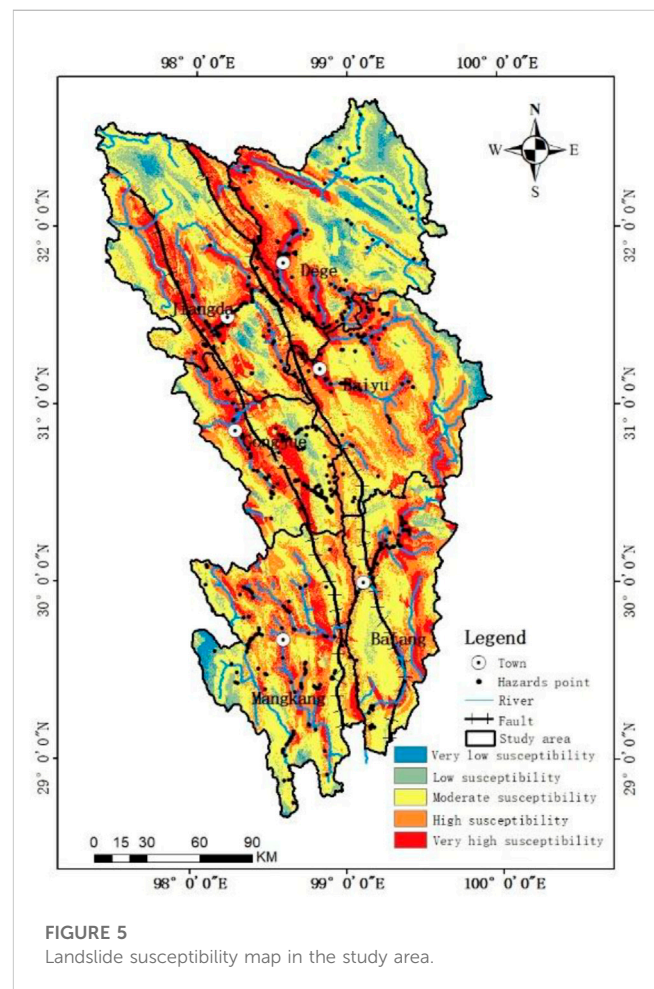 98° 0'0"E 99° 0'0"E 100° 0'0"E
N
W E
S
32° 0'0"N 32° 0'0"N
Dege
Jiangda
Baiyu
31° 0'0"N 31° 0'0"N
Gongjue
30° 0'0"N 30° 0'0"N
Batang
Mangkang
Legend
Town
Hazards point
River
Fault
Study area
Very low susceptibility
Low susceptibility
Moderate susceptibility
High susceptibility
Very high susceptibility
29° 0'0"N 29° 0'0"N
0 15 30 60 90
KM
98° 0'0"E 99° 0'0"E 100° 0'0"E
FIGURE 5
Landslide susceptibility map in the study area.